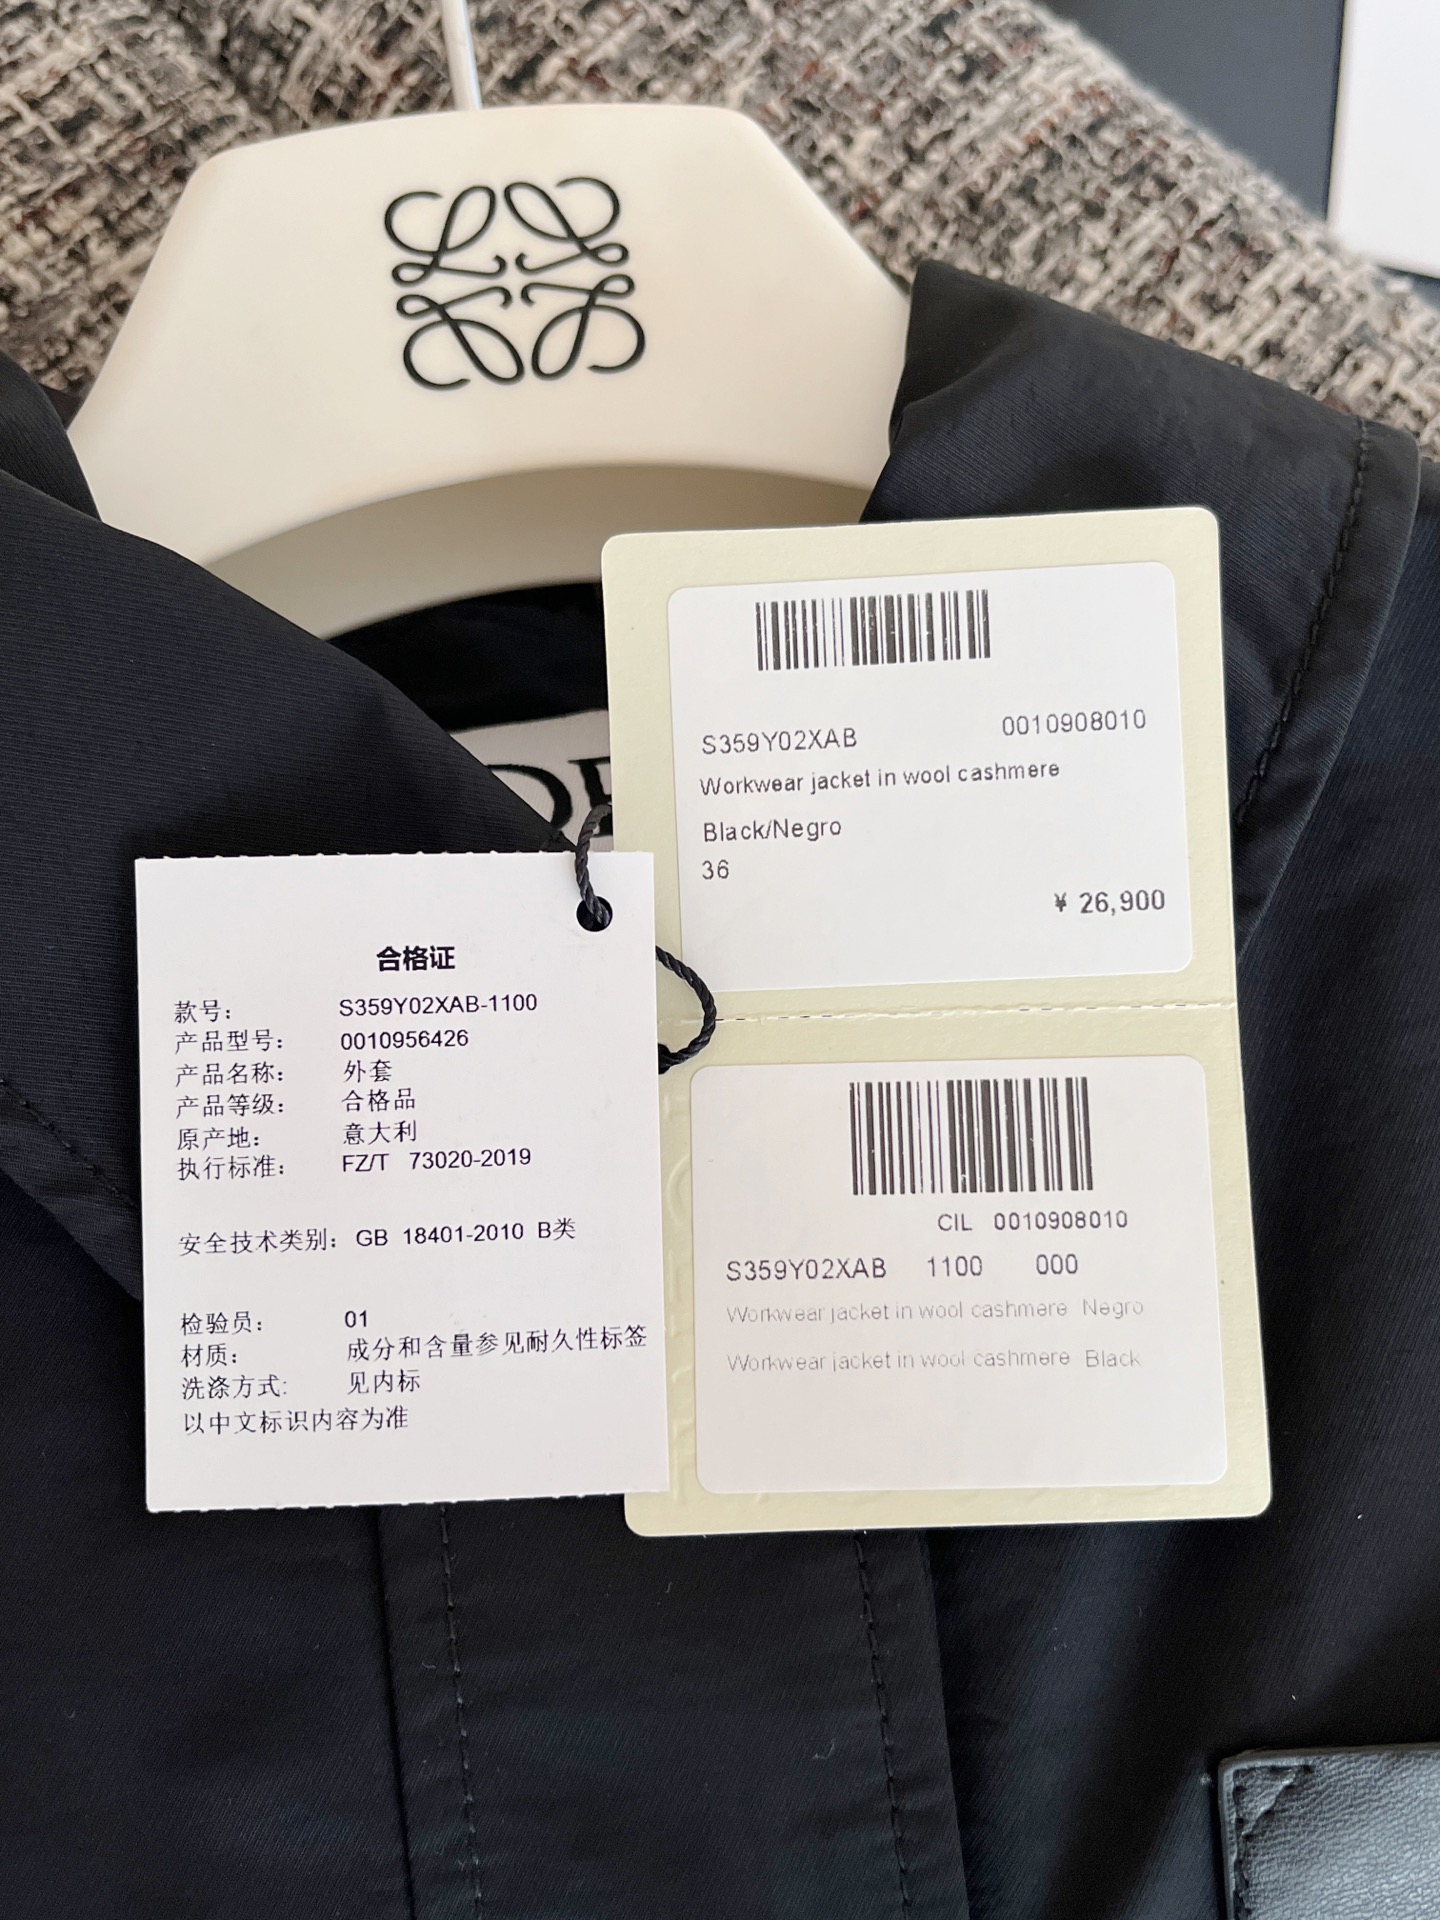 S359Y02XAB 0010908010
Workwear jacket in wool cashmere
Black/Negro
36
¥ 26,900
合格证
款号: S359Y02XAB-1100
产品型号: 0010956426
产品名称: 外套
产品等级: 合格品
原产地: 意大利
执行标准: FZ/T 73020-2019
安全技术类别: GB 18401-2010 B类
检验员: 01
材质: 成分和含量参见耐久性标签
洗涤方式: 见内标
以中文标识内容为准
CIL 0010908010
S359Y02XAB 1100 000
Workwear jacket in wool cashmere Negro
Workwear jacket in wool cashmere Black